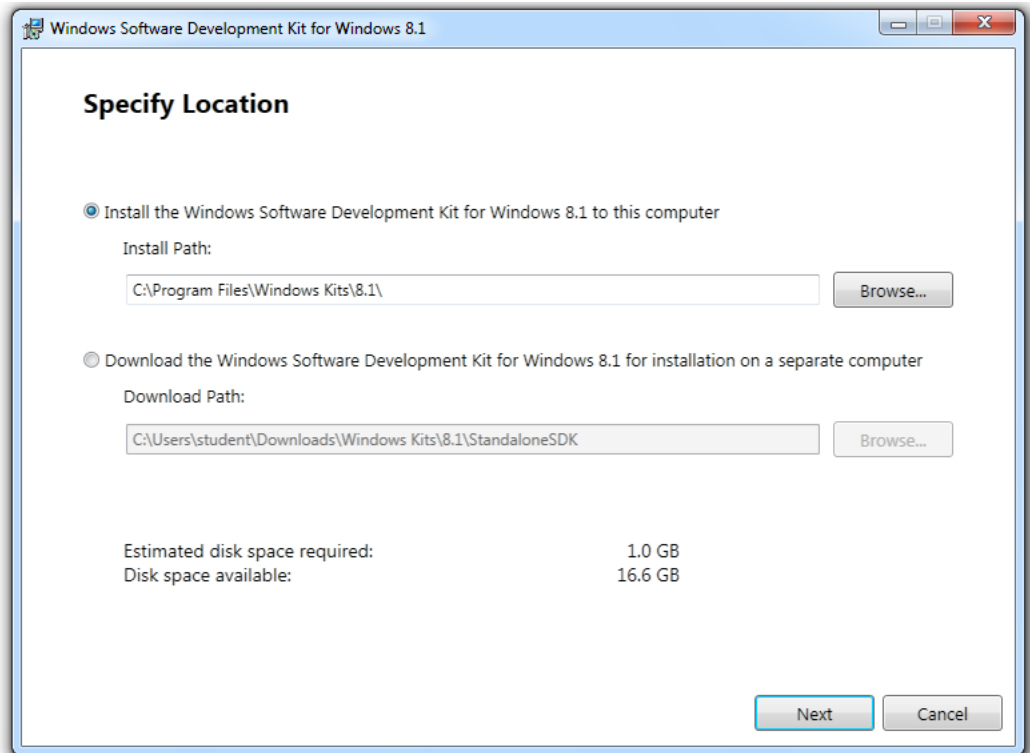 Windows Software Development Kit for Windows 8.1
Specify Location
Install the Windows Software Development Kit for Windows 8.1 to this computer
Install Path:
C:\Program Files\Windows Kits\8.1\
Browse...
Download the Windows Software Development Kit for Windows 8.1 for installation on a separate computer
Download Path:
C:\Users\student\Downloads\Windows Kits\8.1\StandaloneSDK
Browse...
Estimated disk space required: 1.0 GB
Disk space available: 16.6 GB
Next Cancel